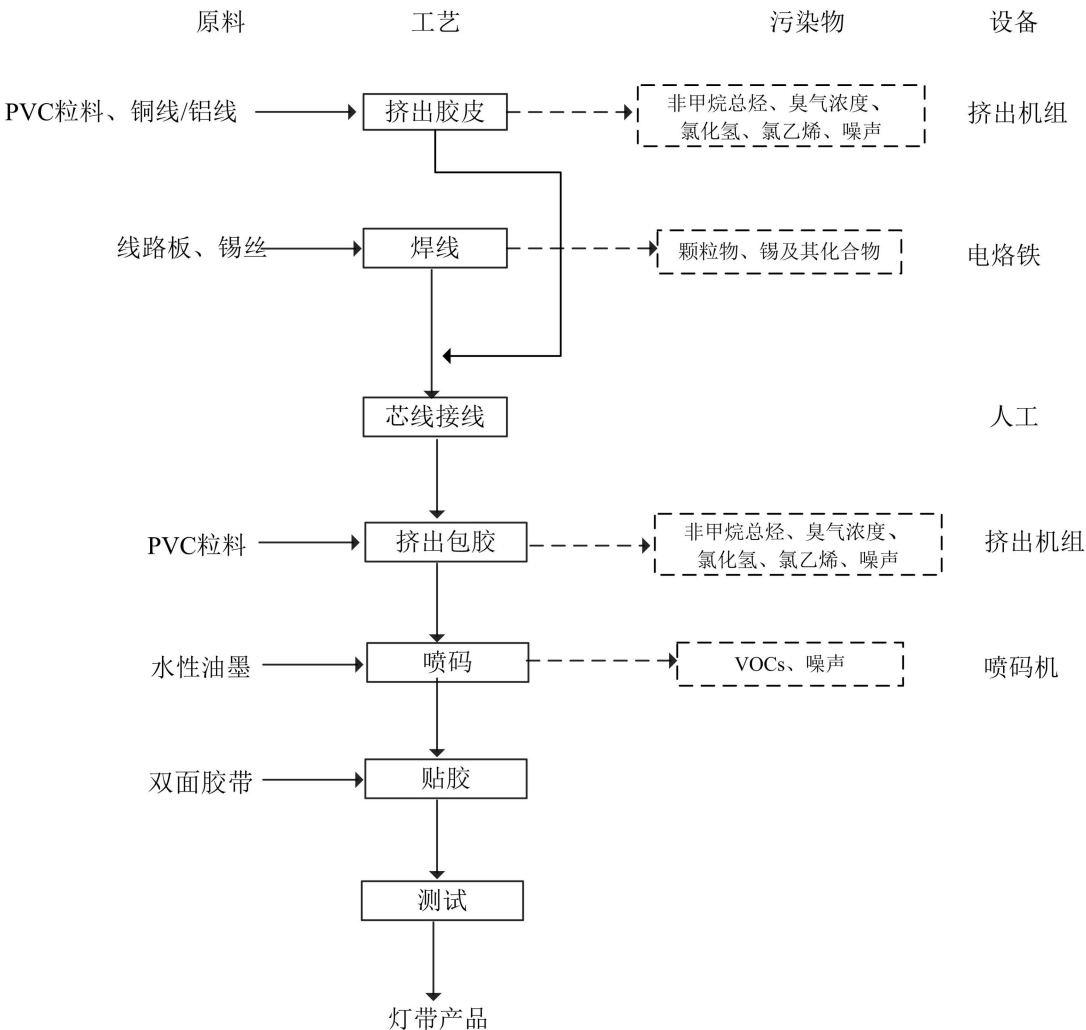 原料 工艺 污染物 设备
PVC粒料、铜线/铝线 挤出胶皮 非甲烷总烃、臭气浓度、 挤出机组
氯化氢、氯乙烯、噪声
线路板、锡丝 焊线 颗粒物、锡及其化合物 电烙铁
芯线接线 人工
PVC粒料 挤出包胶 非甲烷总烃、臭气浓度、 挤出机组
氯化氢、氯乙烯、噪声
水性油墨 喷码 VOCs、噪声 喷码机
双面胶带 贴胶
测试
灯带产品